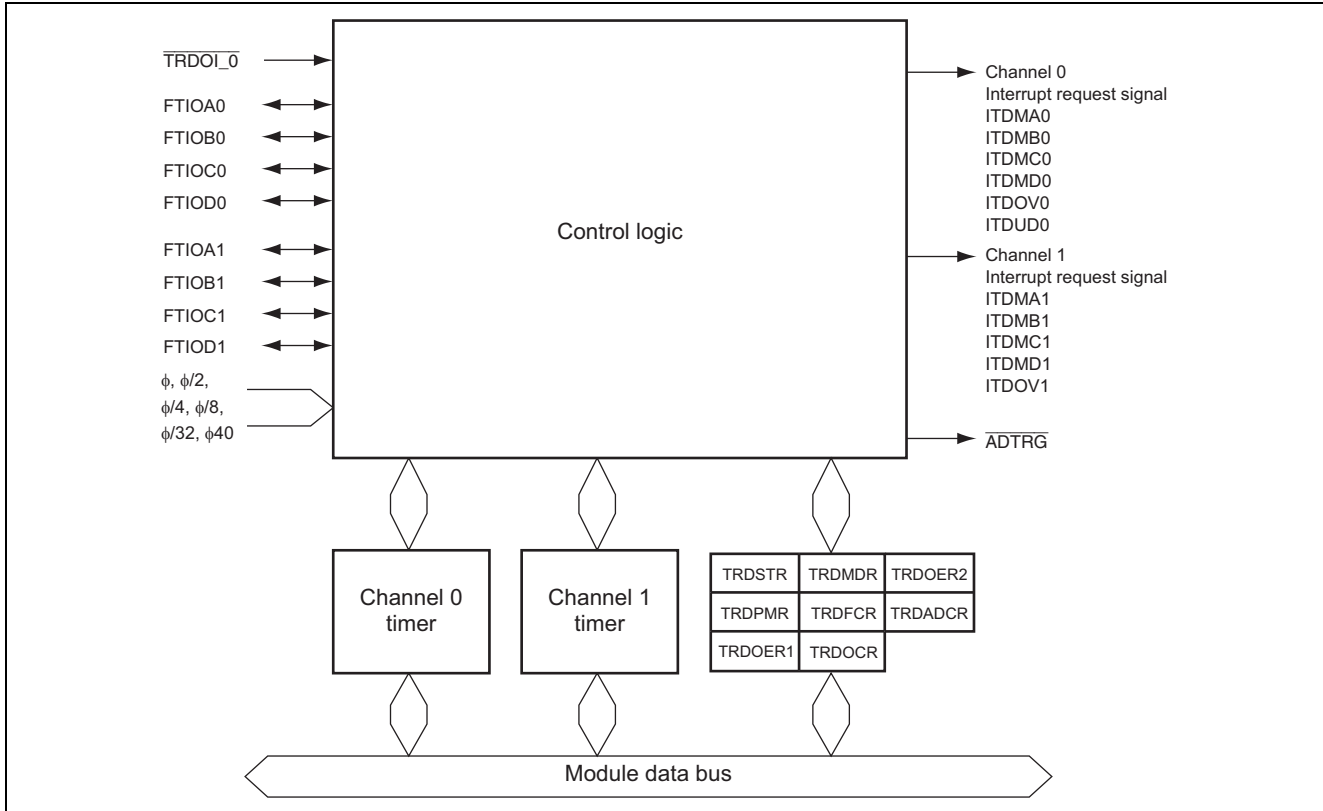 TRDOI_0
FTIOA0
FTIOB0
FTIOC0
FTIOD0
FTIOA1
FTIOB1
FTIOC1
FTIOD1
ϕ, ϕ/2,
ϕ/4, ϕ/8,
ϕ/32, ϕ40
Control logic
Channel 0
Interrupt request signal
ITDMA0
ITDMB0
ITDMC0
ITDMD0
ITDOV0
ITDUD0
Channel 1
Interrupt request signal
ITDMA1
ITDMB1
ITDMC1
ITDMD1
ITDOV1
ADTRG
Channel 0
timer
Channel 1
timer
TRDSTR TRDMDR TRDOER2
TRDPMR TRDFCR TRDADCR
TRDOER1 TRDOCR
Module data bus